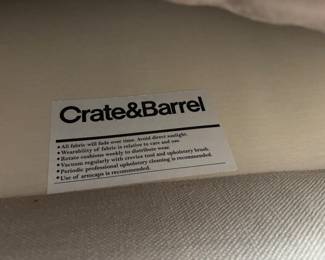 Crate&Barrel
• All fabric will fade over time. Avoid direct sunlight.
• Wearability of fabric is relative to care and use.
• Rotate cushions weekly to distribute wear.
• Vacuum regularly with crevice tool and upholstery brush.
• Periodic professional upholstery cleaning is recommended.
• Use of armcaps is recommended.